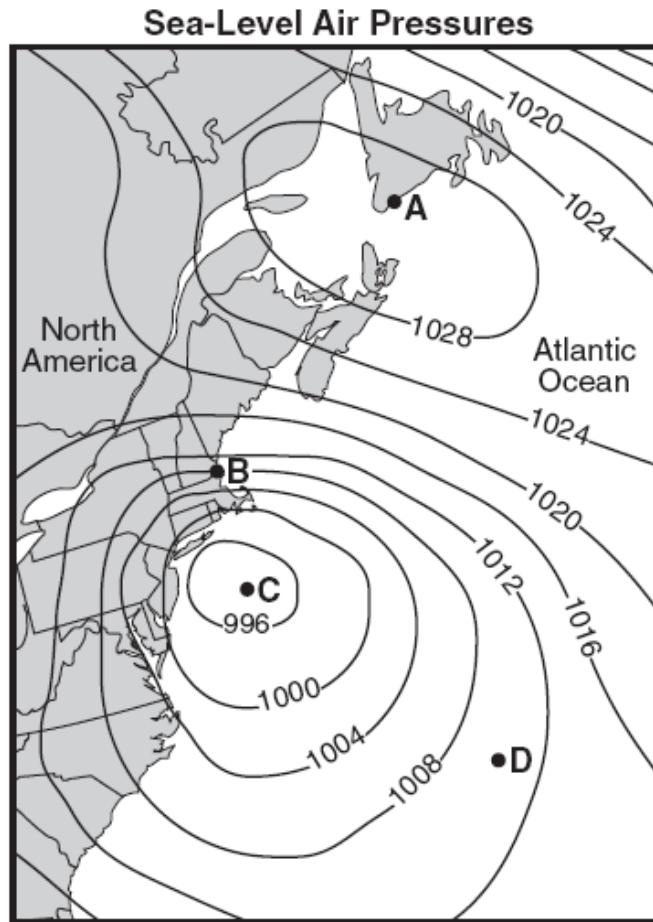 Sea-Level Air Pressures
1020
1024
A
1028
North
America
Atlantic
Ocean
1024
B
1020
1012
1016
C
996
1000
1004
1008
D